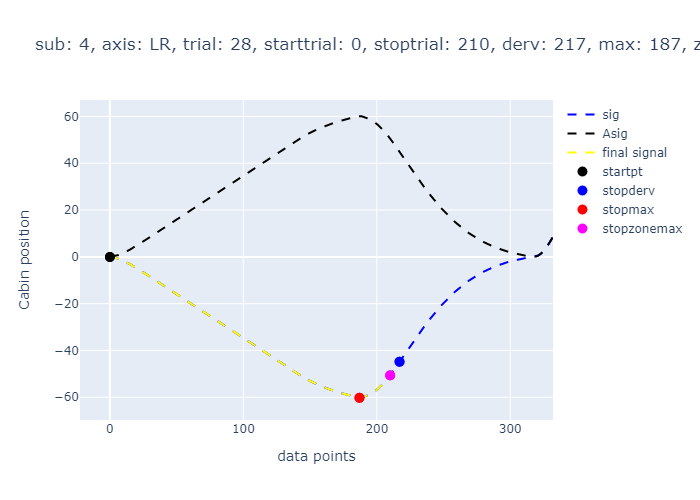 sub: 4, axis: LR, trial: 28, starttrial: 0, stoptrial: 210, derv: 217, max: 187, z
60
40
20
0
−20
−40
−60
Cabin position
0
100
200
300
data points
sig
Asig
final signal
startpt
stopderv
stopmax
stopzonemax